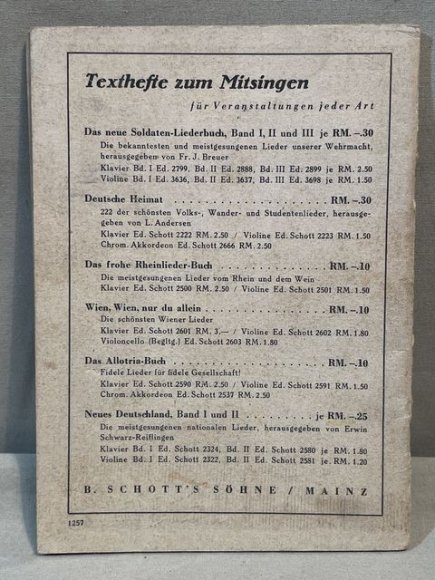 Texthefte zum Mitsingen
für Veranstaltungen jeder Art
Das neue Soldaten-Liederbuch, Band I, II und III je RM. –.30
Die bekanntesten und meistgesungenen Lieder unserer Wehrmacht,
herausgegeben von Fr. J. Breuer
Klavier Bd. I Ed. 2799, Bd. II Ed. 2888, Bd. III Ed. 2899 je RM. 2.50
Violine Bd. I Ed. 3636, Bd. II Ed. 3637, Bd. III Ed. 3698 je RM. 1.50
Deutsche Heimat . . . . . . . . . . . . . . . . . . . RM. –.30
222 der schönsten Volks-, Wander- und Studentenlieder, herausge-
geben von L. Andersen
Klavier Ed. Schott 2222 RM. 2.50 / Violine Ed. Schott 2223 RM. 1.50
Chrom. Akkordeon Ed. Schott 2666 RM. 2.50
Das frohe Rheinlieder-Buch . . . . . . . . . . . . RM. –.10
Die meistgesungenen Lieder vom Rhein und dem Wein
Klavier Ed. Schott 2500 RM. 2.50 / Violine Ed. Schott 2501 RM. 1.50
Wien, Wien, nur du allein . . . . . . . . . . . . . RM. –.10
Die schönsten Wiener Lieder
Klavier Ed. Schott 2601 RM. 3.— / Violine Ed. Schott 2602 RM. 1.80
Violoncello (Begltg.) Ed. Schott 2603 RM. 1.80
Das Allotria-Buch . . . . . . . . . . . . . . . . . . RM. –.10
Fidele Lieder für fidele Gesellschaft!
Klavier Ed. Schott 2590 RM. 2.50 / Violine Ed. Schott 2591 RM. 1.50
Chrom. Akkordeon Ed. Schott 2537 RM. 2.50
Neues Deutschland, Band I und II . . . . . . . . . je RM. –.25
Die meistgesungenen nationalen Lieder, herausgegeben von Erwin
Schwarz-Reiflingen
Klavier Bd. I Ed. Schott 2324, Bd. II Ed. Schott 2580 je RM. 1.80
Violine Bd. I Ed. Schott 2322, Bd. II Ed. Schott 2581 je RM. 1.20
B. SCHOTT'S SÖHNE / MAINZ
1257